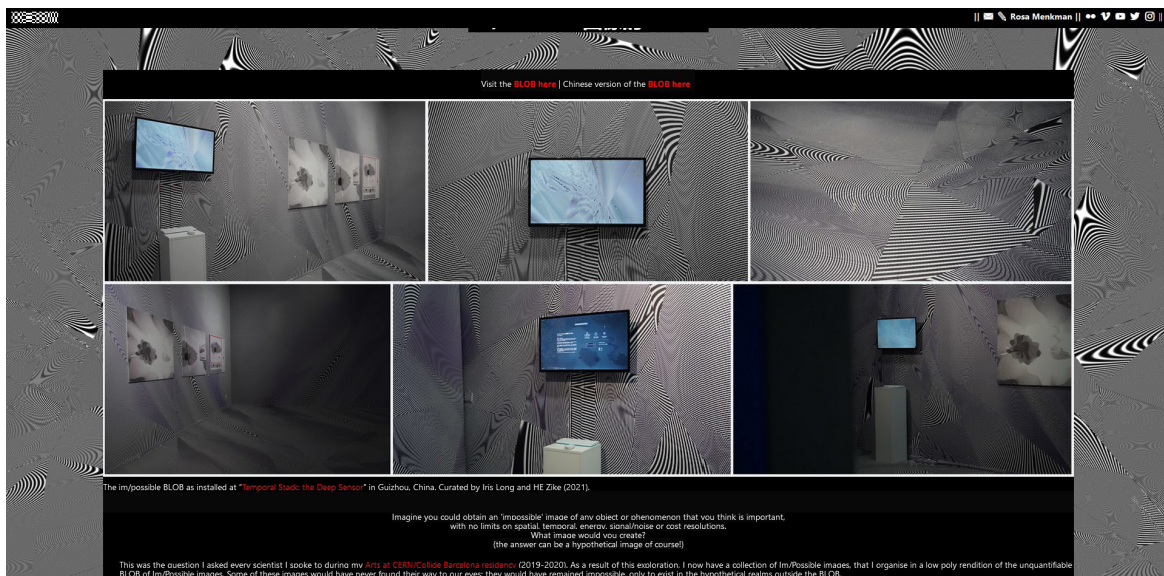 || Rosa Menkman ||
Visit the BLOB here | Chinese version of the BLOB here
The im/possible BLOB as installed at "Temporal Stack: the Deep Sensor" in Guizhou, China. Curated by Iris Long and HE Zike (2021).
Imagine you could obtain an 'impossible' image of any object or phenomenon that you think is important,
with no limits on spatial, temporal, energy, signal/noise or cost resolutions.
What image would you create?
(the answer can be a hypothetical image of course!)
This was the question I asked every scientist I spoke to during my Arts at CERN/Collide Barcelona residency (2019-2020). As a result of this exploration, I now have a collection of Im/Possible images, that I organise in a low poly rendition of the unquantifiable
BLOB of Im/Possible images. Some of these images would have never found their way to our eyes; they would have remained impossible, only to exist in the hypothetical realms outside the BLOB.